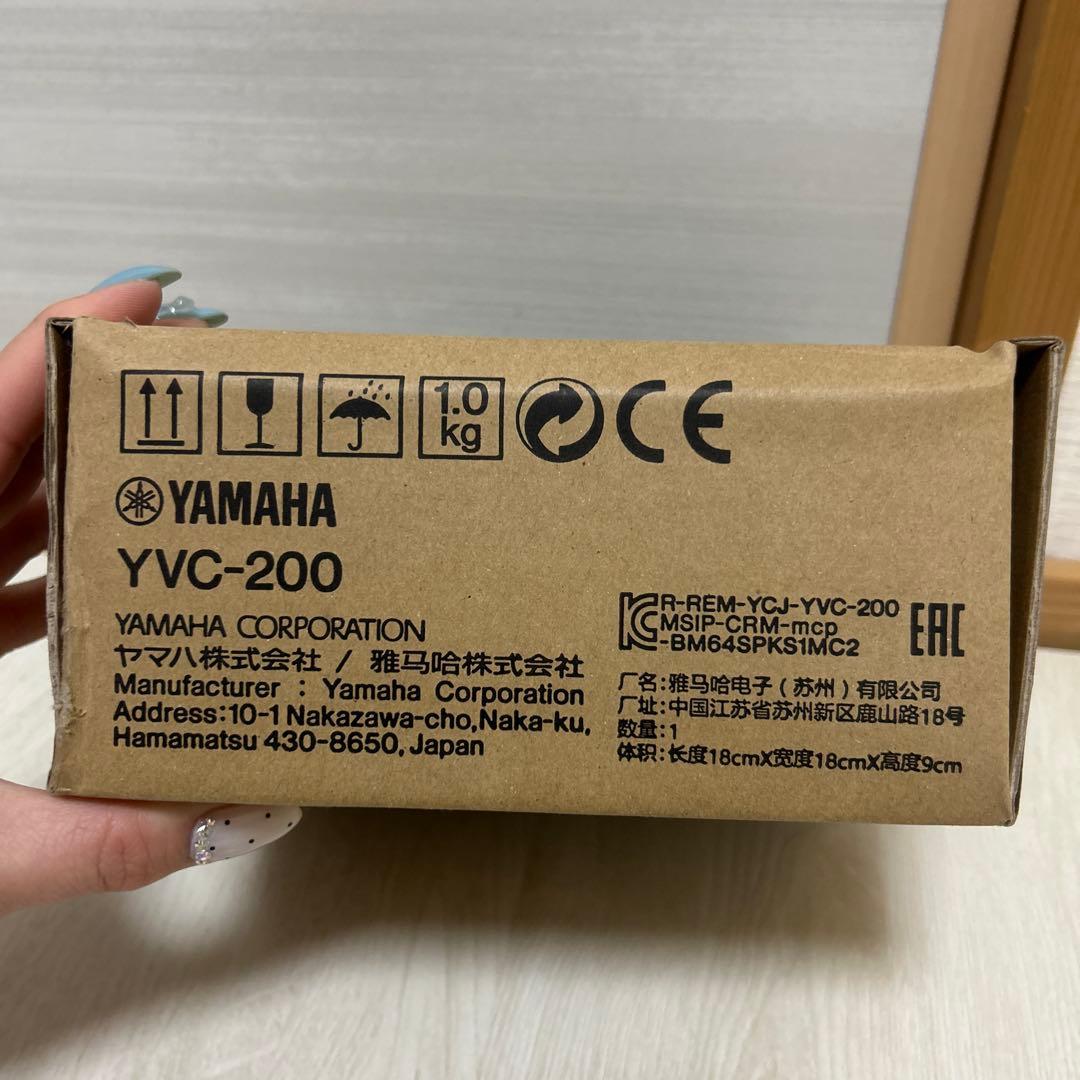 1.0
kg
CE
YAMAHA
YVC-200
YAMAHA CORPORATION
ヤマハ株式会社 / 雅马哈株式会社
Manufacturer : Yamaha Corporation
Address:10-1 Nakazawa-cho,Naka-ku,
Hamamatsu 430-8650, Japan
KC
R-REM-YCJ-YVC-200
MSIP-CRM-mcp
-BM64SPKS1MC2
EAC
厂名：雅马哈电子（苏州）有限公司
厂址：中国江苏省苏州新区鹿山路18号
数量：1
体积：长度18cmX宽度18cmX高度9cm